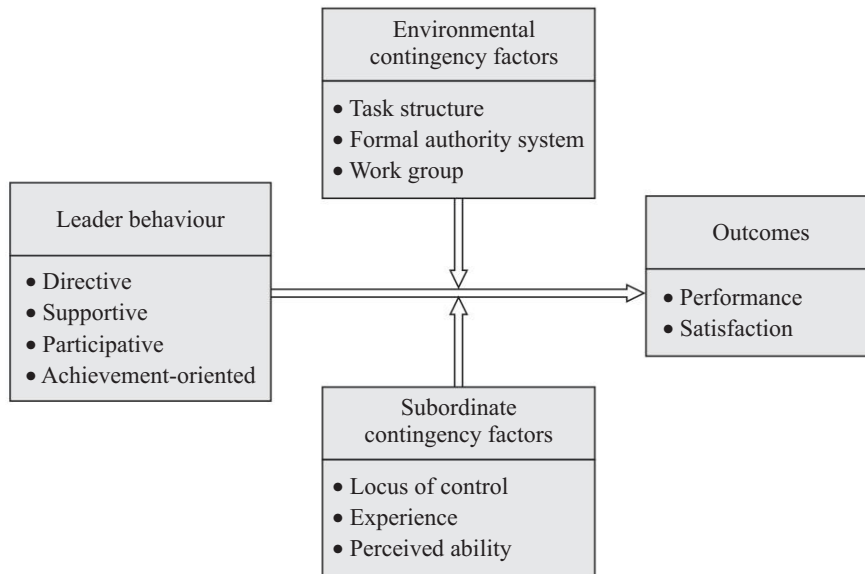 Environmental
contingency factors
• Task structure
• Formal authority system
• Work group
Leader behaviour
• Directive
• Supportive
• Participative
• Achievement-oriented
Outcomes
• Performance
• Satisfaction
Subordinate
contingency factors
• Locus of control
• Experience
• Perceived ability